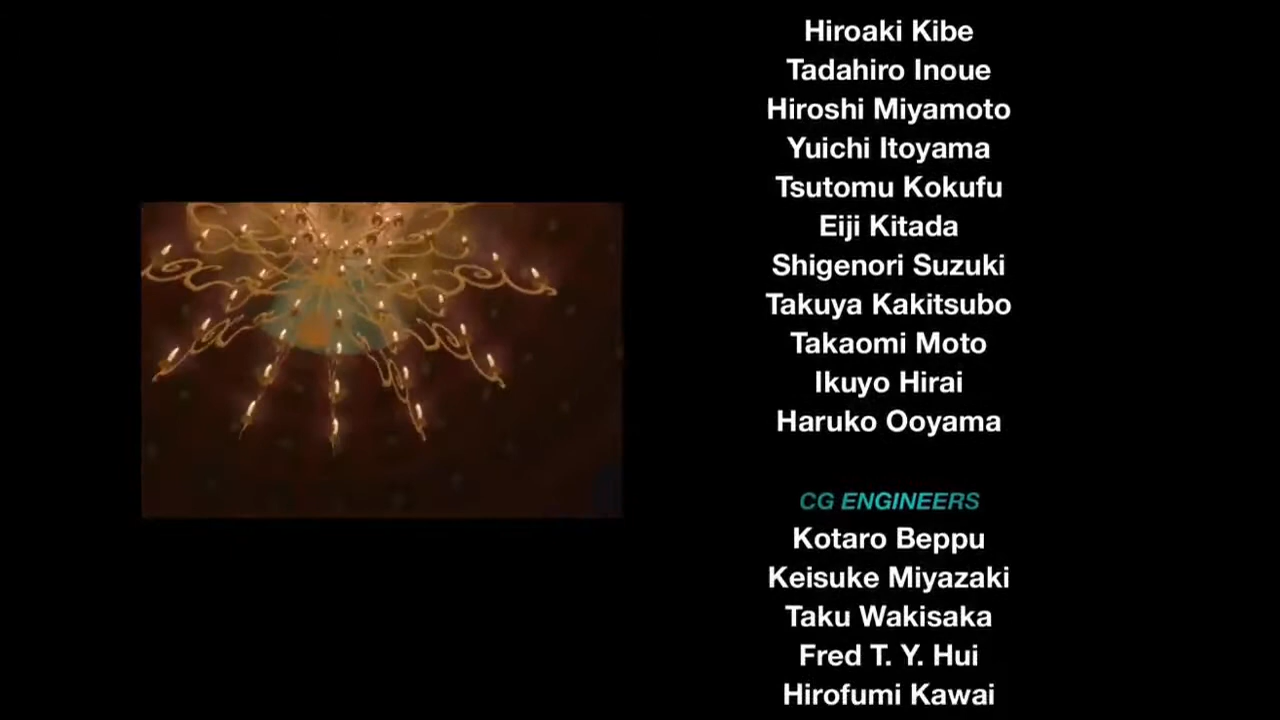 Hiroaki Kibe
Tadahiro Inoue
Hiroshi Miyamoto
Yuichi Itoyama
Tsutomu Kokufu
Eiji Kitada
Shigenori Suzuki
Takuya Kakitsubo
Takaomi Moto
Ikuyo Hirai
Haruko Ooyama
CG ENGINEERS
Kotaro Beppu
Keisuke Miyazaki
Taku Wakisaka
Fred T. Y. Hui
Hirofumi Kawai